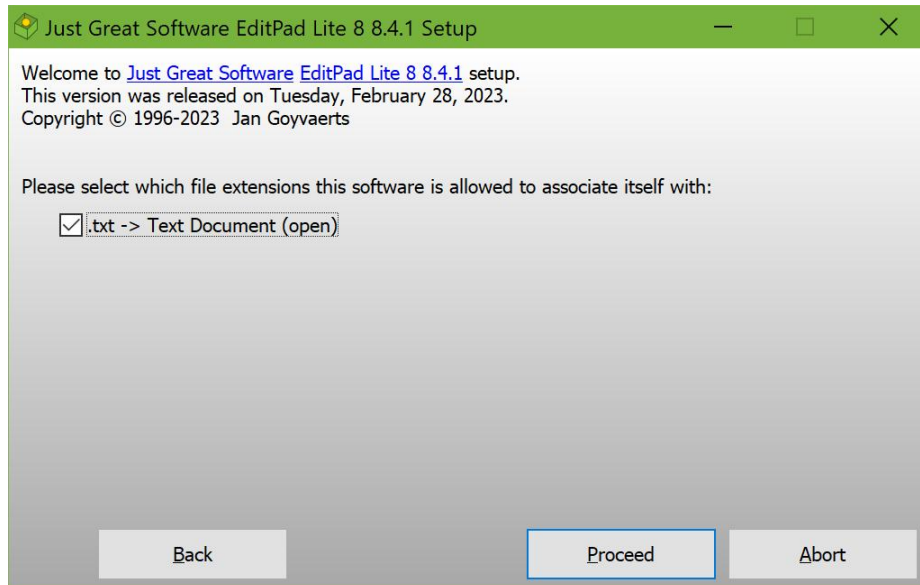 Just Great Software EditPad Lite 8 8.4.1 Setup
Welcome to Just Great Software EditPad Lite 8 8.4.1 setup.
This version was released on Tuesday, February 28, 2023.
Copyright © 1996-2023  Jan Goyvaerts
Please select which file extensions this software is allowed to associate itself with:
.txt -> Text Document (open)
Back Proceed Abort